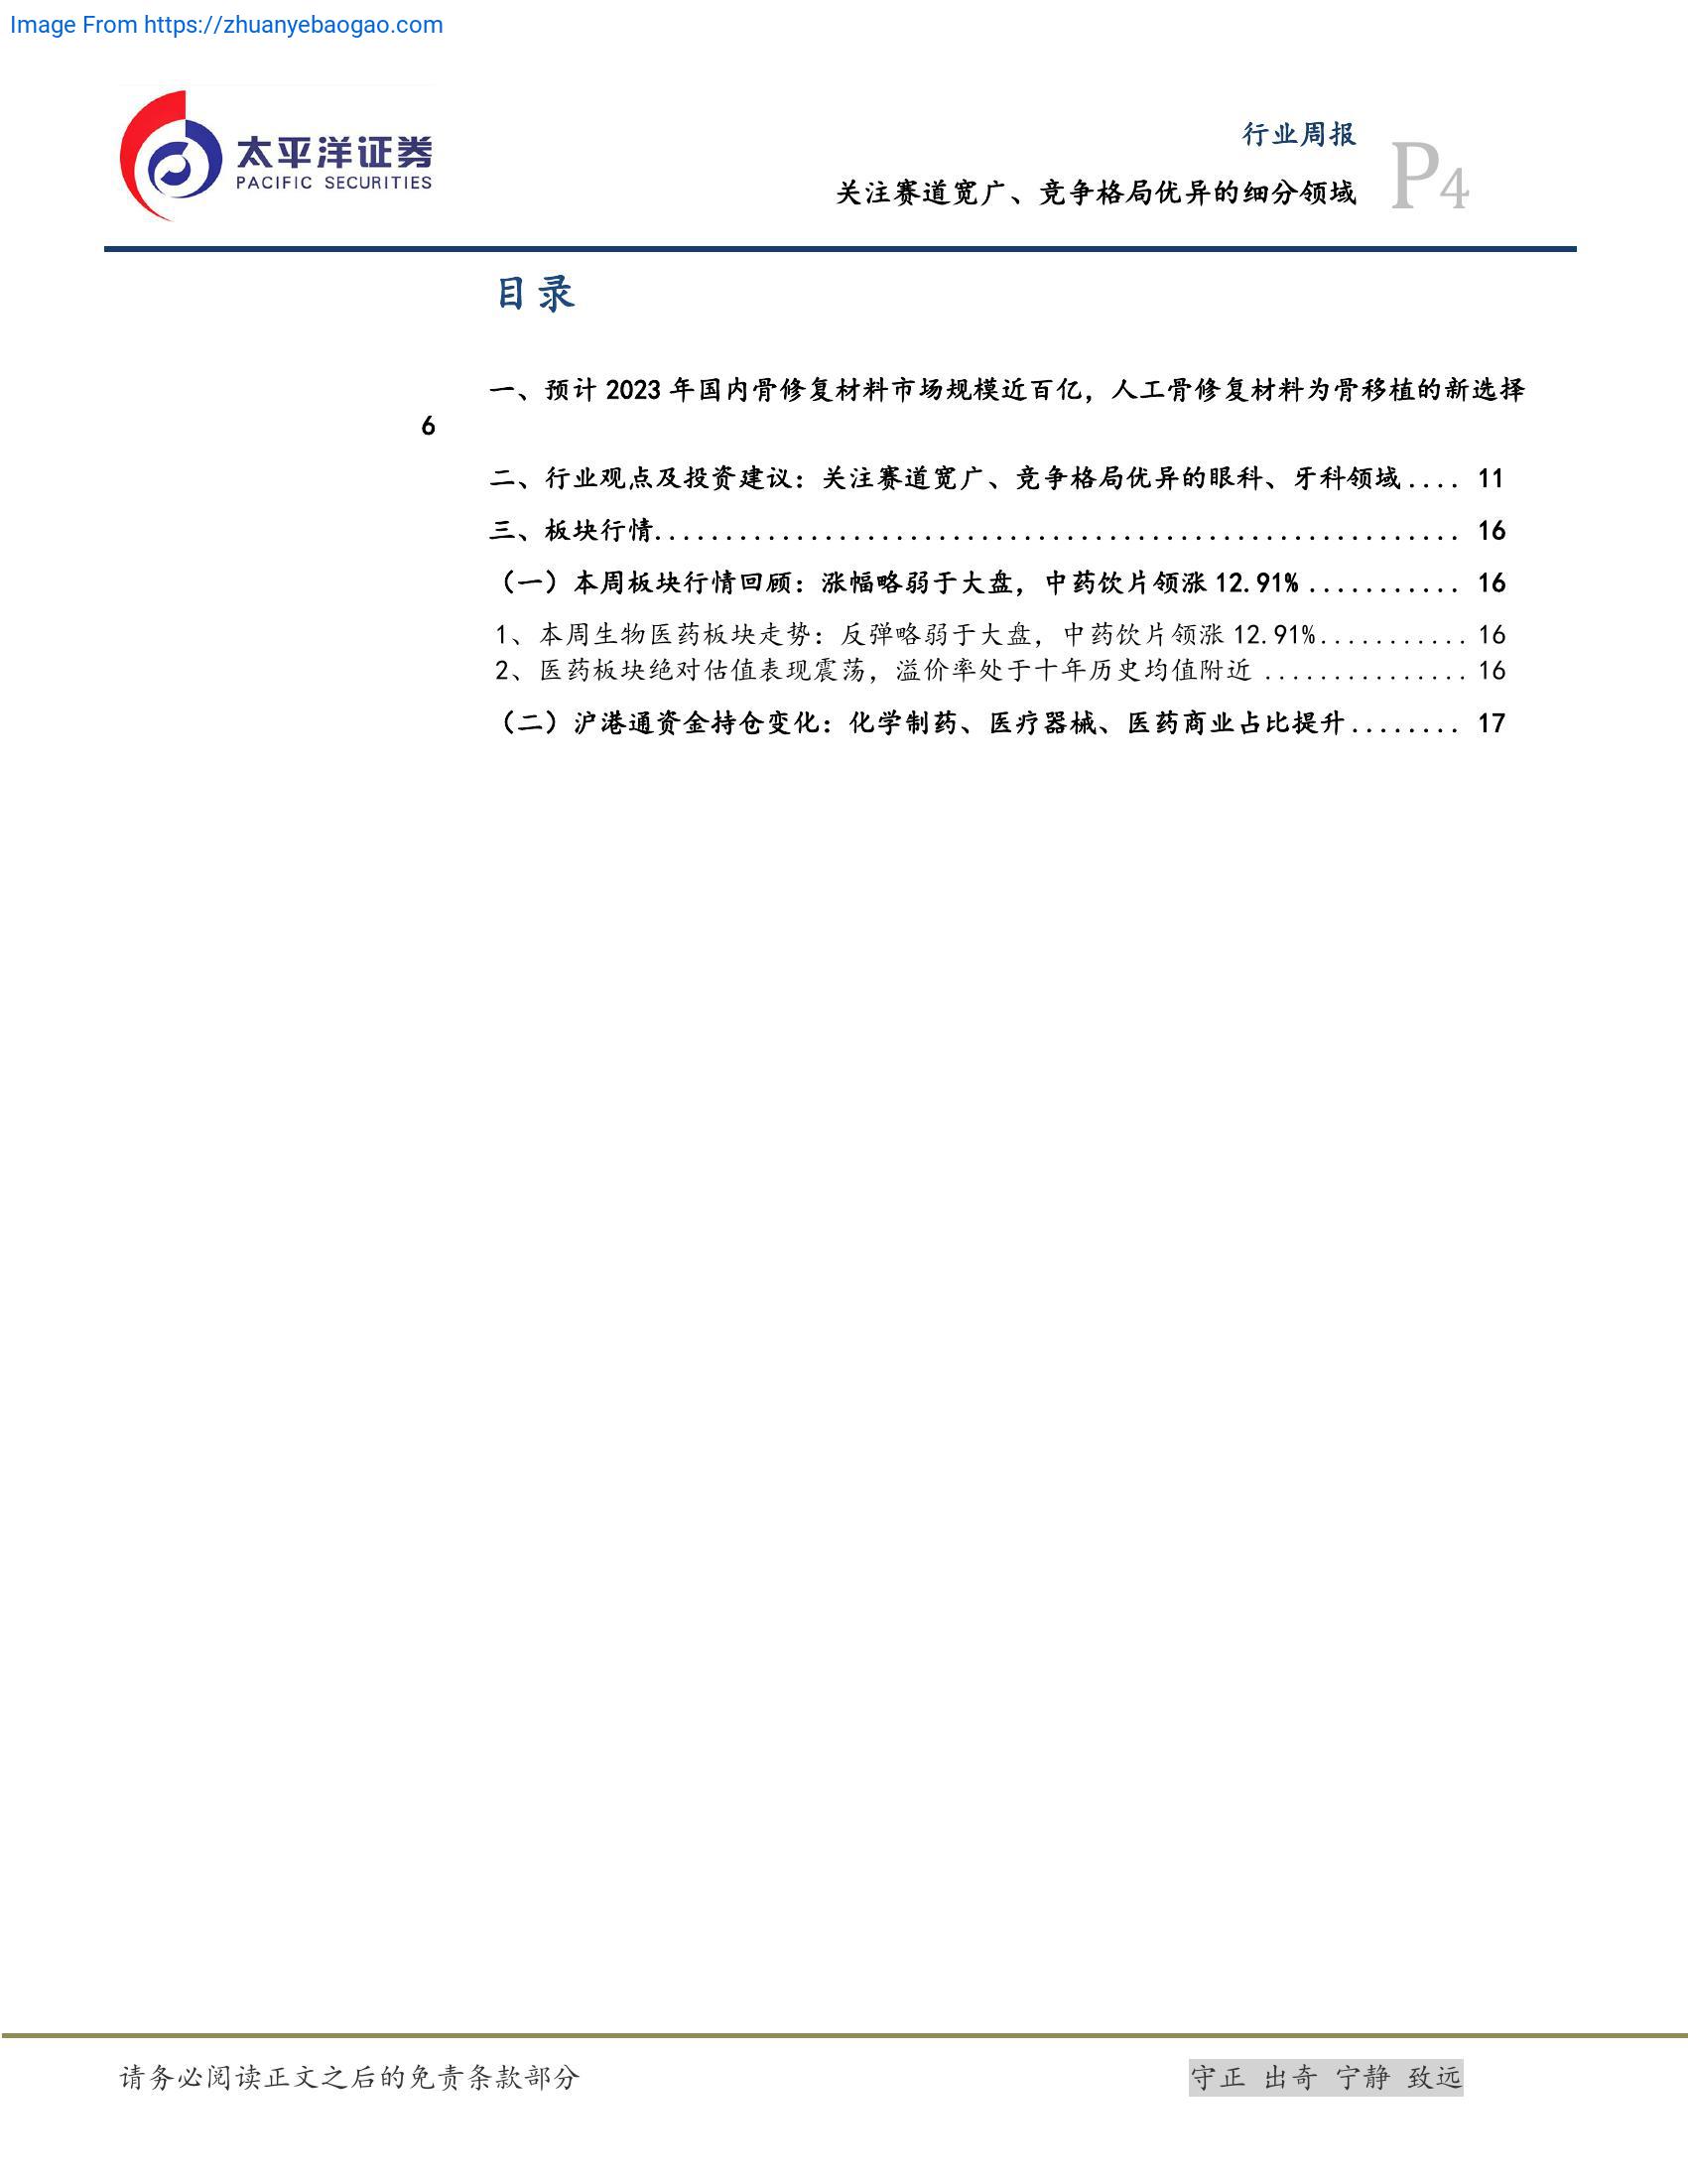 Image From https://zhuanyebaogao.com
太平洋证券
PACIFIC SECURITIES
行业周报
关注赛道宽广、竞争格局优异的细分领域
P4
目录
一、预计 2023 年国内骨修复材料市场规模近百亿，人工骨修复材料为骨移植的新选择
6
二、行业观点及投资建议：关注赛道宽广、竞争格局优异的眼科、牙科领域.... 11
三、板块行情......................................................... 16
（一）本周板块行情回顾：涨幅略弱于大盘，中药饮片领涨 12.91% ........... 16
1、本周生物医药板块走势：反弹略弱于大盘，中药饮片领涨 12.91%........... 16
2、医药板块绝对估值表现震荡，溢价率处于十年历史均值附近 ............... 16
（二）沪港通资金持仓变化：化学制药、医疗器械、医药商业占比提升........ 17
请务必阅读正文之后的免责条款部分
守正 出奇 宁静 致远